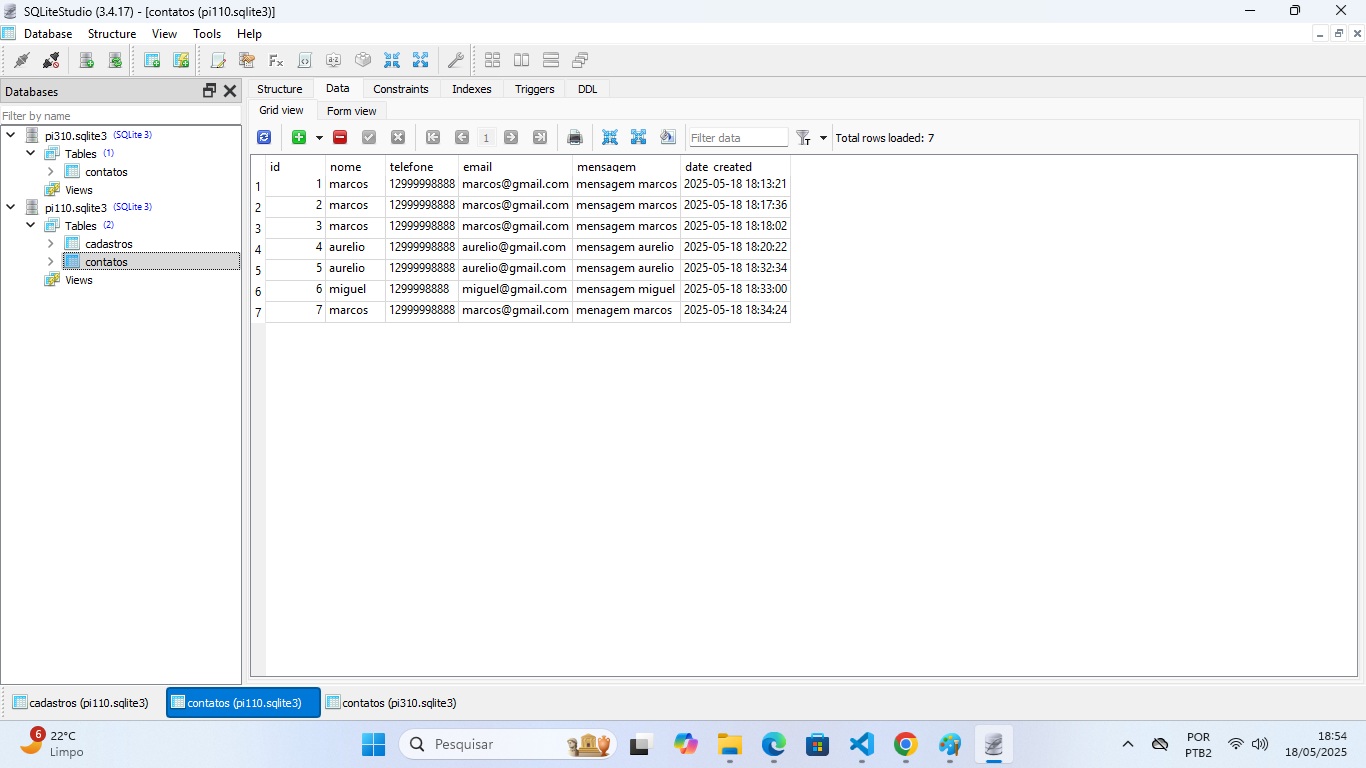 SQLiteStudio (3.4.17) - [contatos (pi110.sqlite3)]
Database Structure View Tools Help
Databases
Filter by name
pi310.sqlite3 (SQLite 3)
Tables (1)
contatos
Views
pi110.sqlite3 (SQLite 3)
Tables (2)
cadastros
contatos
Views
Structure Data Constraints Indexes Triggers DDL
Grid view Form view
1 Filter data Total rows loaded: 7
id nome telefone email mensagem date_created
1 1 marcos 12999998888 marcos@gmail.com mensagem marcos 2025-05-18 18:13:21
2 2 marcos 12999998888 marcos@gmail.com mensagem marcos 2025-05-18 18:17:36
3 3 marcos 12999998888 marcos@gmail.com mensagem marcos 2025-05-18 18:18:02
4 4 aurelio 12999998888 aurelio@gmail.com mensagem aurelio 2025-05-18 18:20:22
5 5 aurelio 12999998888 aurelio@gmail.com mensagem aurelio 2025-05-18 18:32:34
6 6 miguel 1299998888 miguel@gmail.com mensagem miguel 2025-05-18 18:33:00
7 7 marcos 12999998888 marcos@gmail.com menagem marcos 2025-05-18 18:34:24
cadastros (pi110.sqlite3) contatos (pi110.sqlite3) contatos (pi310.sqlite3)
6
22°C
Limpo
Pesquisar
POR
PTB2
18:54
18/05/2025